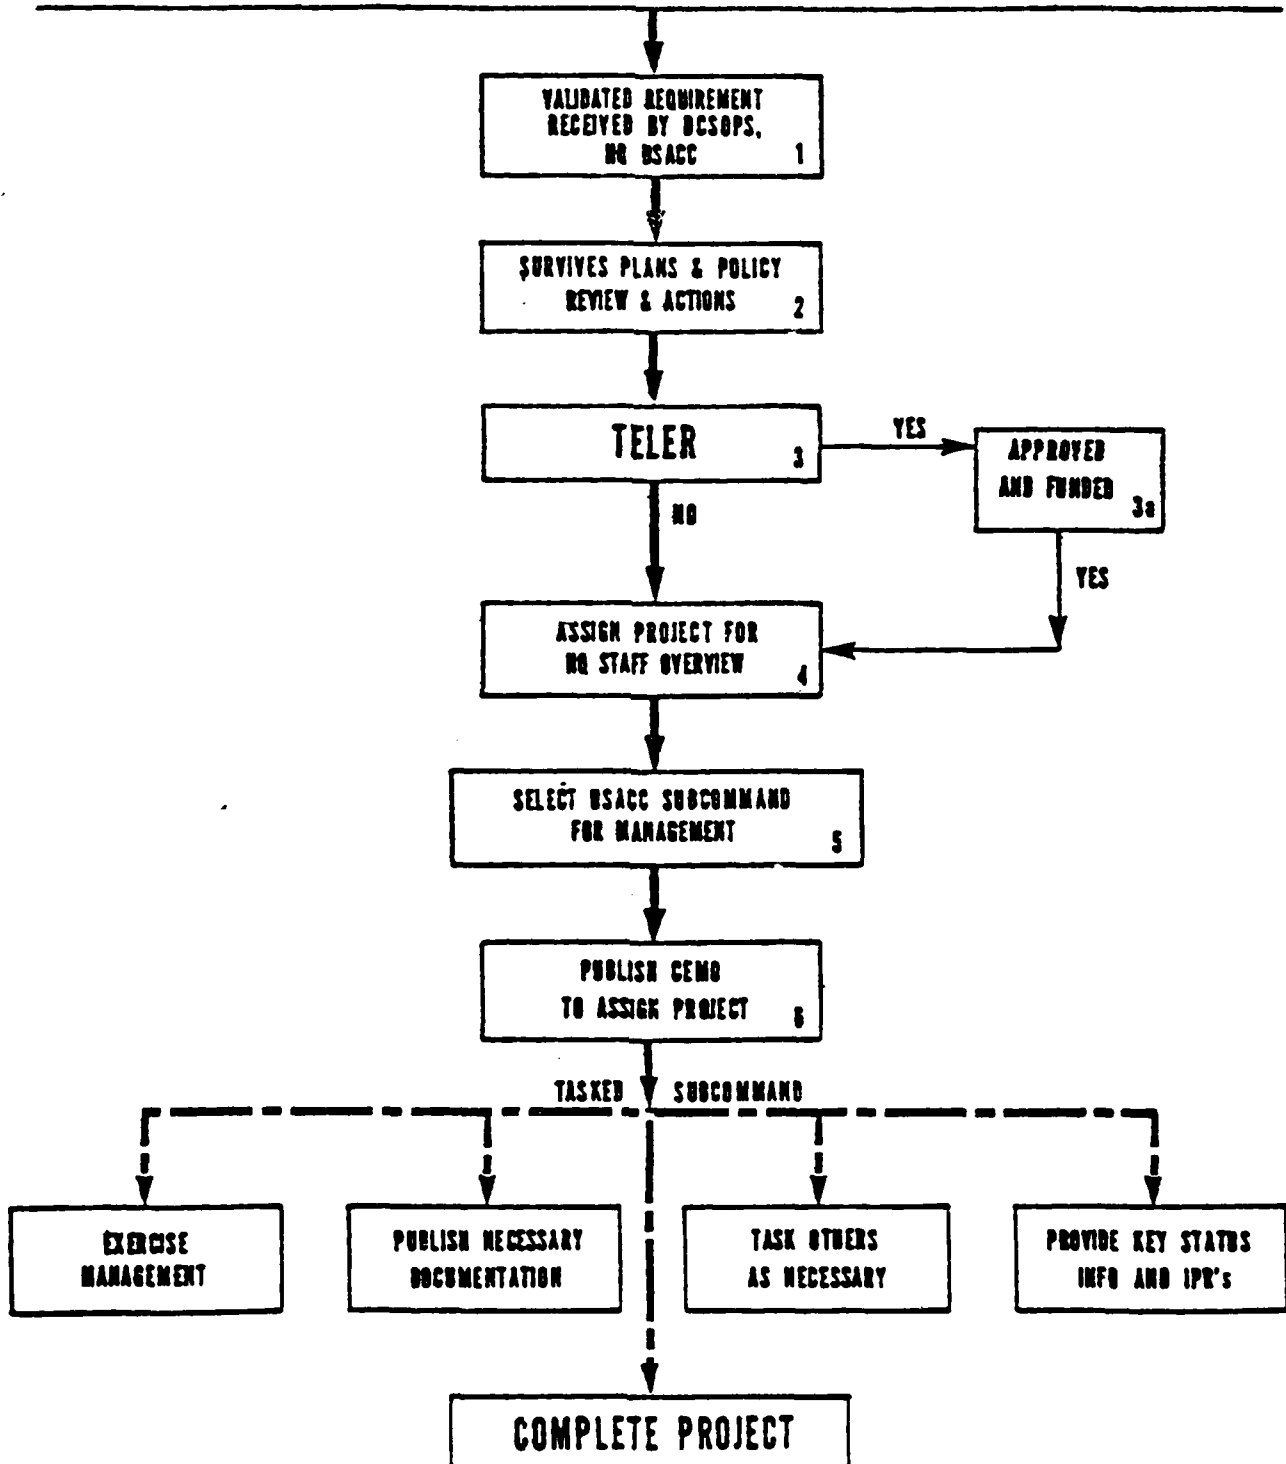 VALIDATED REQUIREMENT
RECEIVED BY DCSOPS,
HQ USACC
1
SURVIVES PLANS & POLICY
REVIEW & ACTIONS
2
TELER
3
YES
APPROVED
AND FUNDED
3a
NO
YES
ASSIGN PROJECT FOR
HQ STAFF OVERVIEW
4
SELECT USACC SUBCOMMAND
FOR MANAGEMENT
5
PUBLISH CEMO
TO ASSIGN PROJECT
6
TASKED SUBCOMMAND
EXERCISE
MANAGEMENT
PUBLISH NECESSARY
DOCUMENTATION
TASK OTHERS
AS NECESSARY
PROVIDE KEY STATUS
INFO AND IPR's
COMPLETE PROJECT